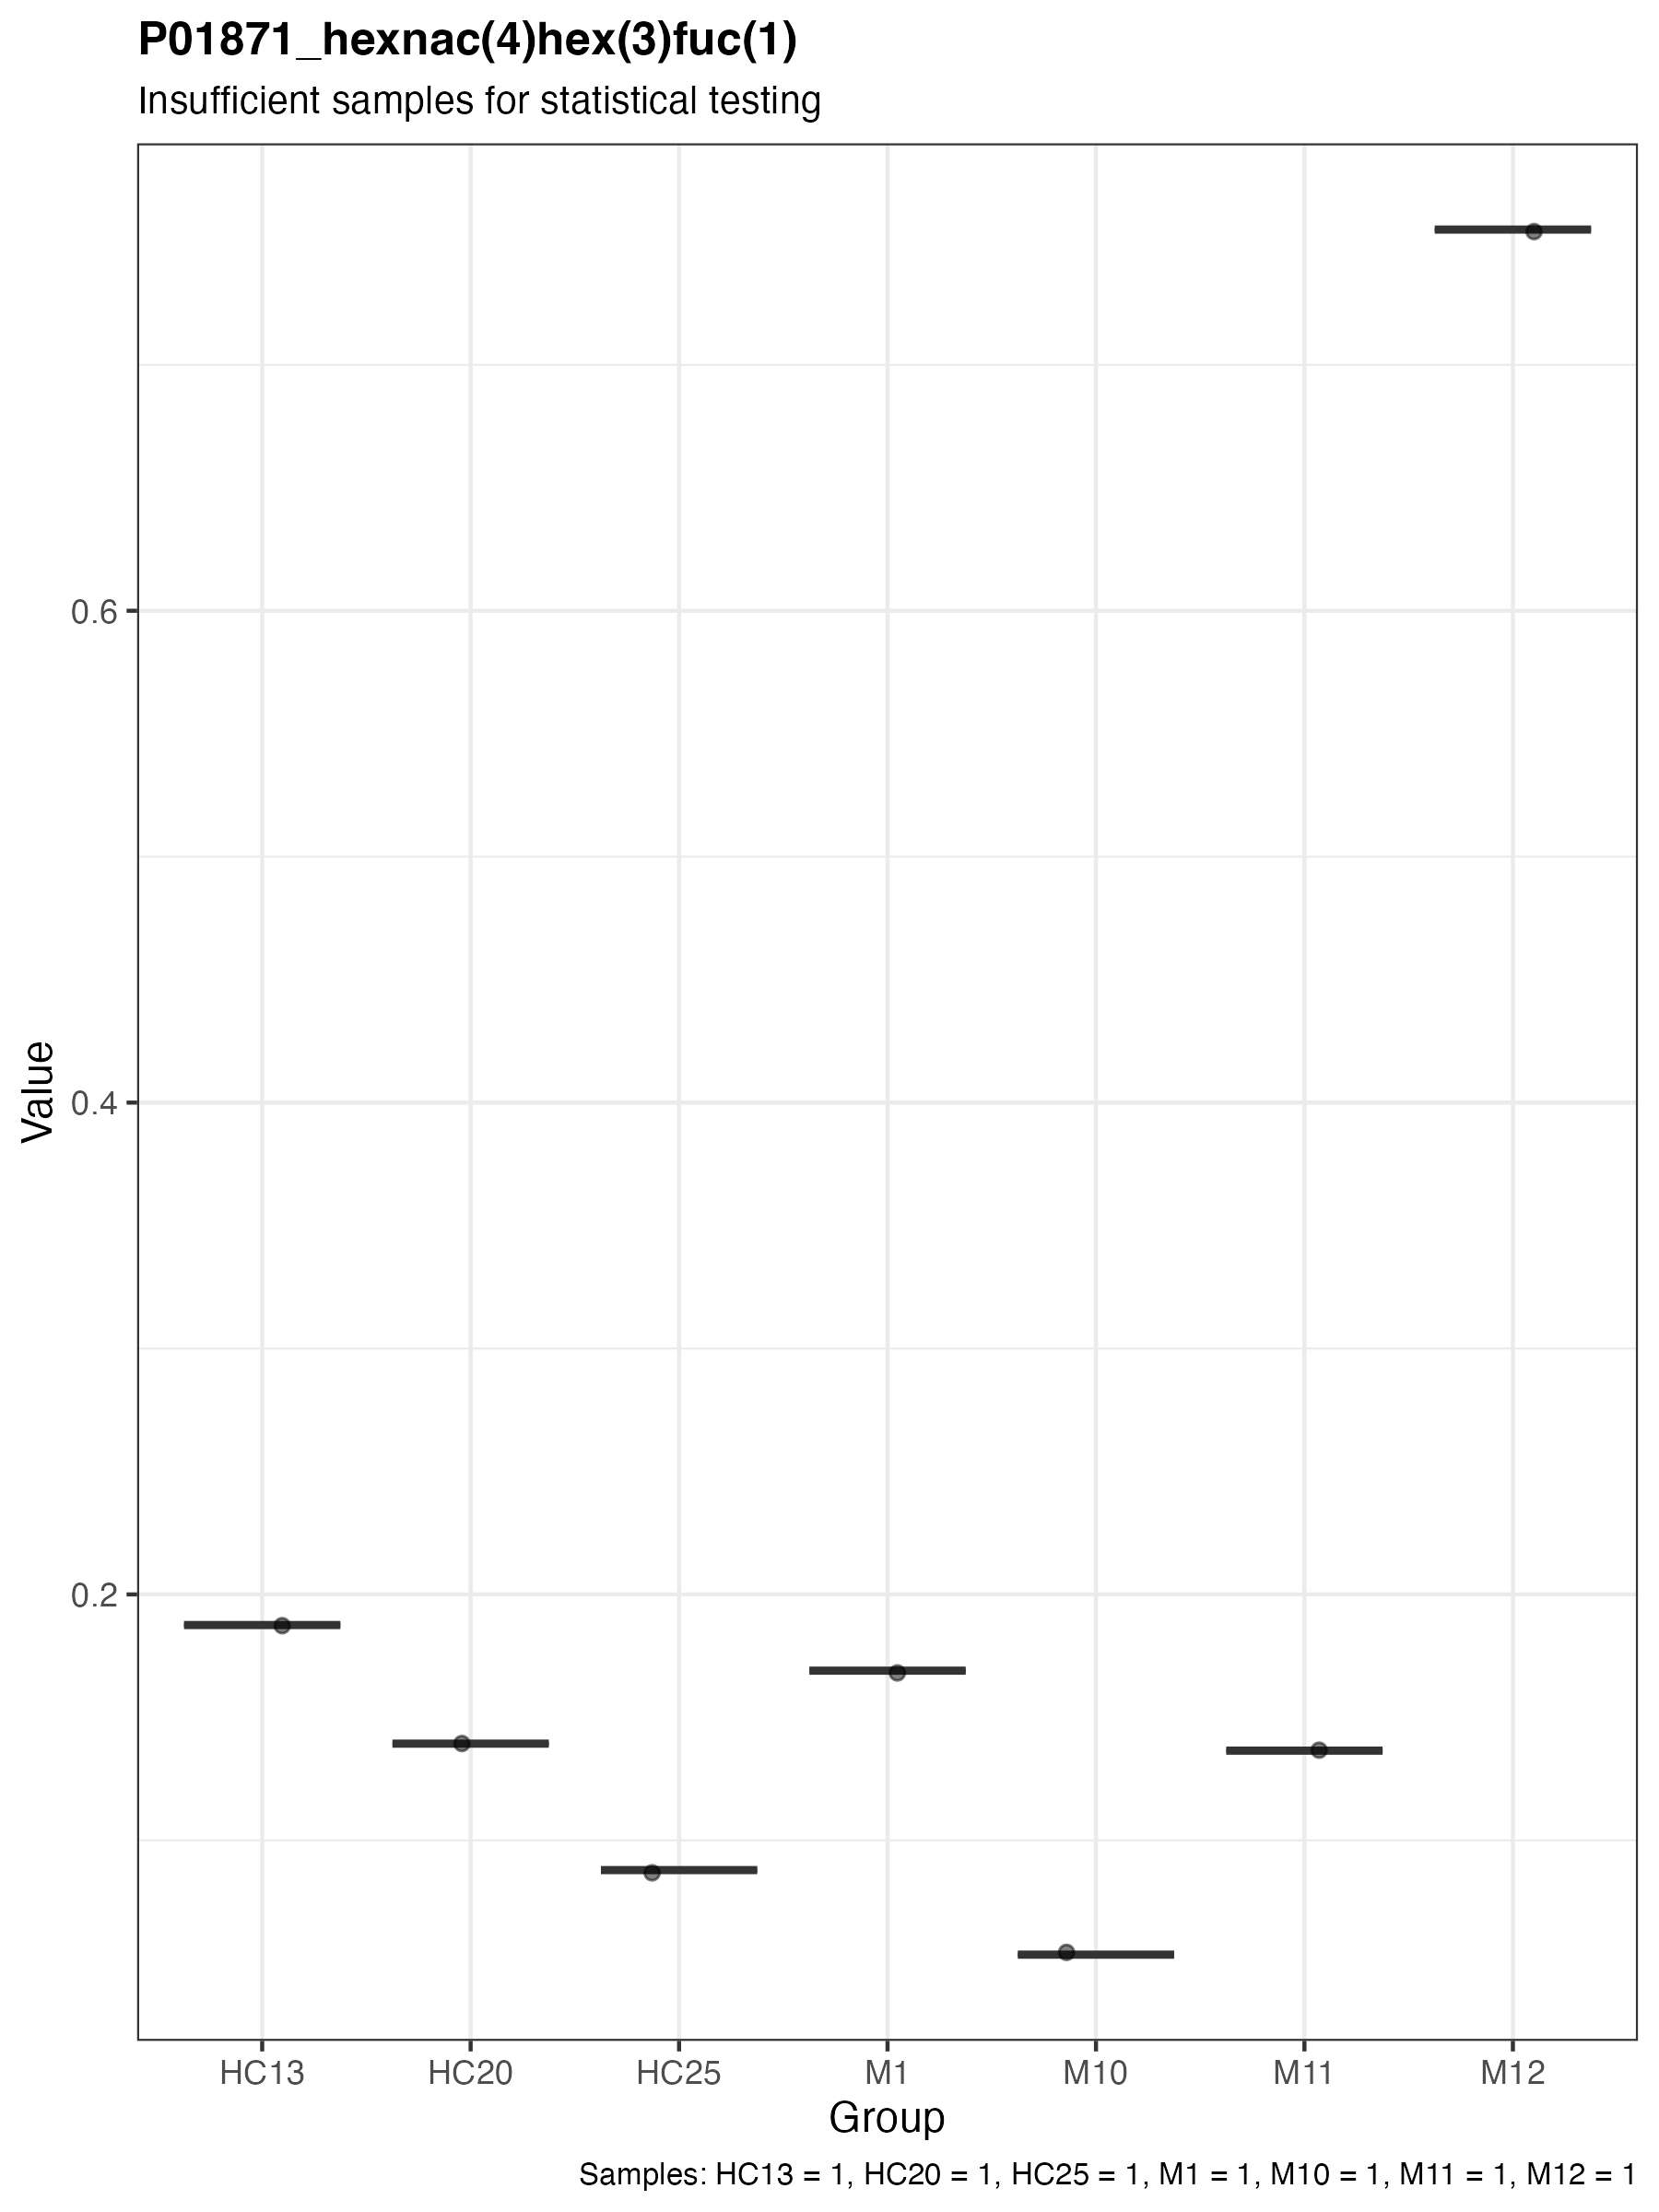 P01871_hexnac(4)hex(3)fuc(1)
Insufficient samples for statistical testing
Value
0.6
0.4
0.2
HC13 HC20 HC25 M1 M10 M11 M12
Group
Samples: HC13 = 1, HC20 = 1, HC25 = 1, M1 = 1, M10 = 1, M11 = 1, M12 = 1